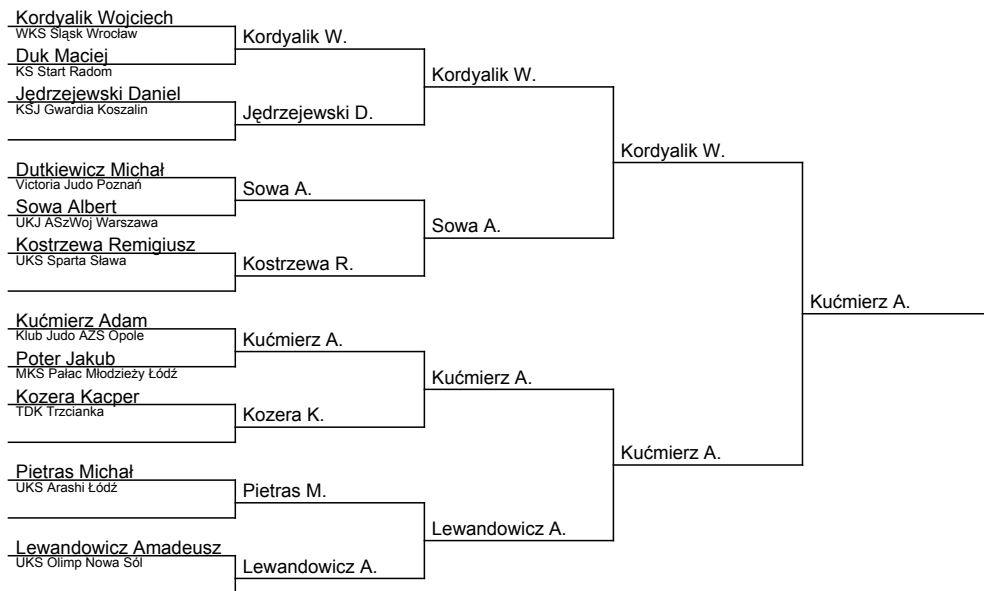 Kordyalik Wojciech
WKS Śląsk Wrocław
Kordyalik W.
Duk Maciej
KS Start Radom
Kordyalik W.
Jędrzejewski Daniel
KSJ Gwardia Koszalin
Jędrzejewski D.
Kordyalik W.
Dutkiewicz Michał
Victoria Judo Poznań
Sowa A.
Sowa Albert
UKJ ASzWoj Warszawa
Sowa A.
Kostrzewa Remigiusz
UKS Sparta Sława
Kostrzewa R.
Kućmierz A.
Kućmierz Adam
Klub Judo AZS Opole
Kućmierz A.
Poter Jakub
MKS Pałac Młodzieży Łódź
Kućmierz A.
Kozera Kacper
TDK Trzcianka
Kozera K.
Kućmierz A.
Pietras Michał
UKS Arashi Łódź
Pietras M.
Lewandowicz A.
Lewandowicz Amadeusz
UKS Olimp Nowa Sól
Lewandowicz A.